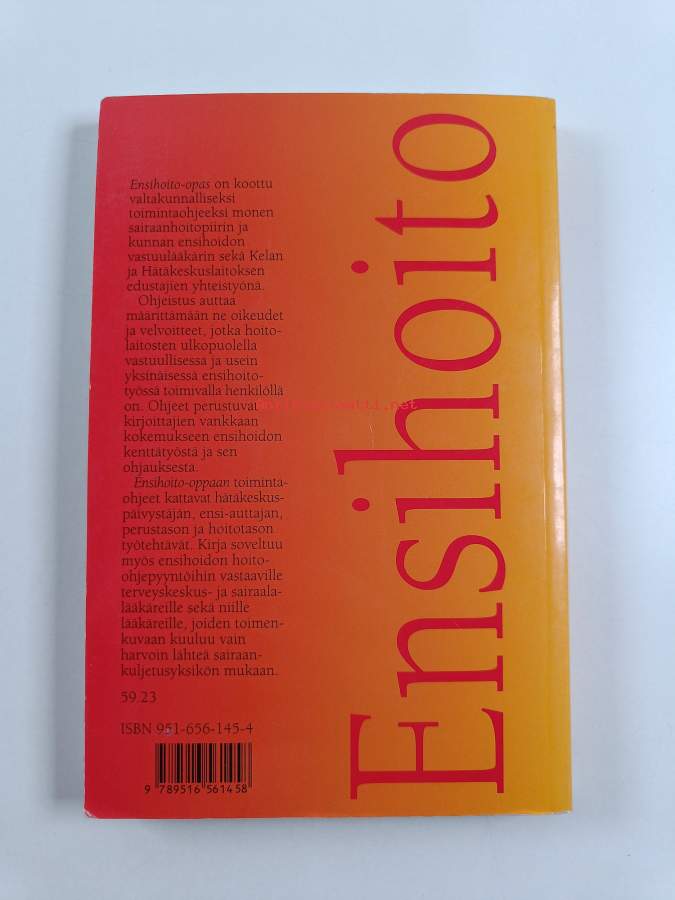 Ensihoito-opas on koottu
valtakunnalliseksi
toimintaohjeeksi monen
sairaanhoitopiirin ja
kunnan ensihoidon
vastuulääkärin sekä Kelan
ja Hätäkeskuslaitoksen
edustajien yhteistyönä.
Ohjeistus auttaa
määrittämään ne oikeudet
ja velvoitteet, jotka hoito-
laitosten ulkopuolella
vastuullisessa ja usein
yksinäisessä ensihoito-
työssä toimivalla henkilöllä
on. Ohjeet perustuvat
kirjoittajien vankkaan
kokemukseen ensihoidon
kenttätyöstä ja sen
ohjauksesta.
Ensihoito-oppaan toiminta-
ohjeet kattavat hätäkeskus-
päivystäjän, ensi-auttajan,
perustason ja hoitotason
työtehtävät. Kirja soveltuu
myös ensihoidon hoito-
ohjepyyntöihin vastaaville
terveyskeskus- ja sairaala-
lääkäreille sekä niille
lääkäreille, joiden toimen-
kuvaan kuuluu vain
harvoin lähteä sairaan-
kuljetusyksikön mukaan.
59.23
ISBN 951-656-145-4
9 789516 561458
Ensihoito